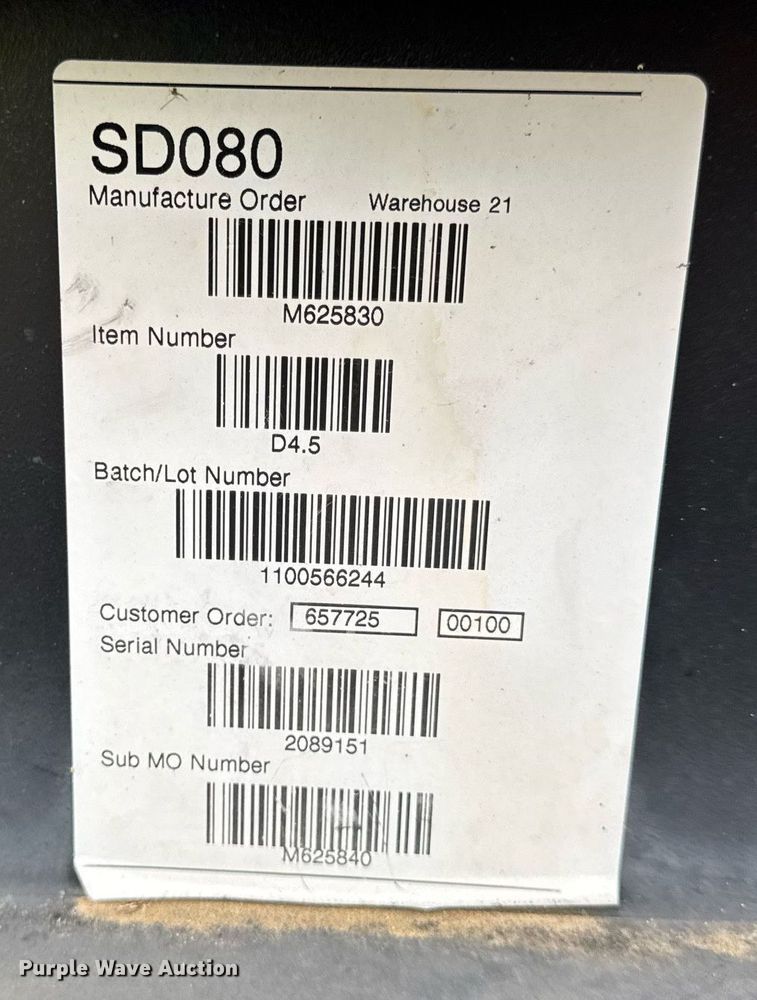 SD080
Manufacture Order Warehouse 21
M625830
Item Number
D4.5
Batch/Lot Number
1100566244
Customer Order: 657725 00100
Serial Number
2089151
Sub MO Number
M625840
Purple Wave Auction